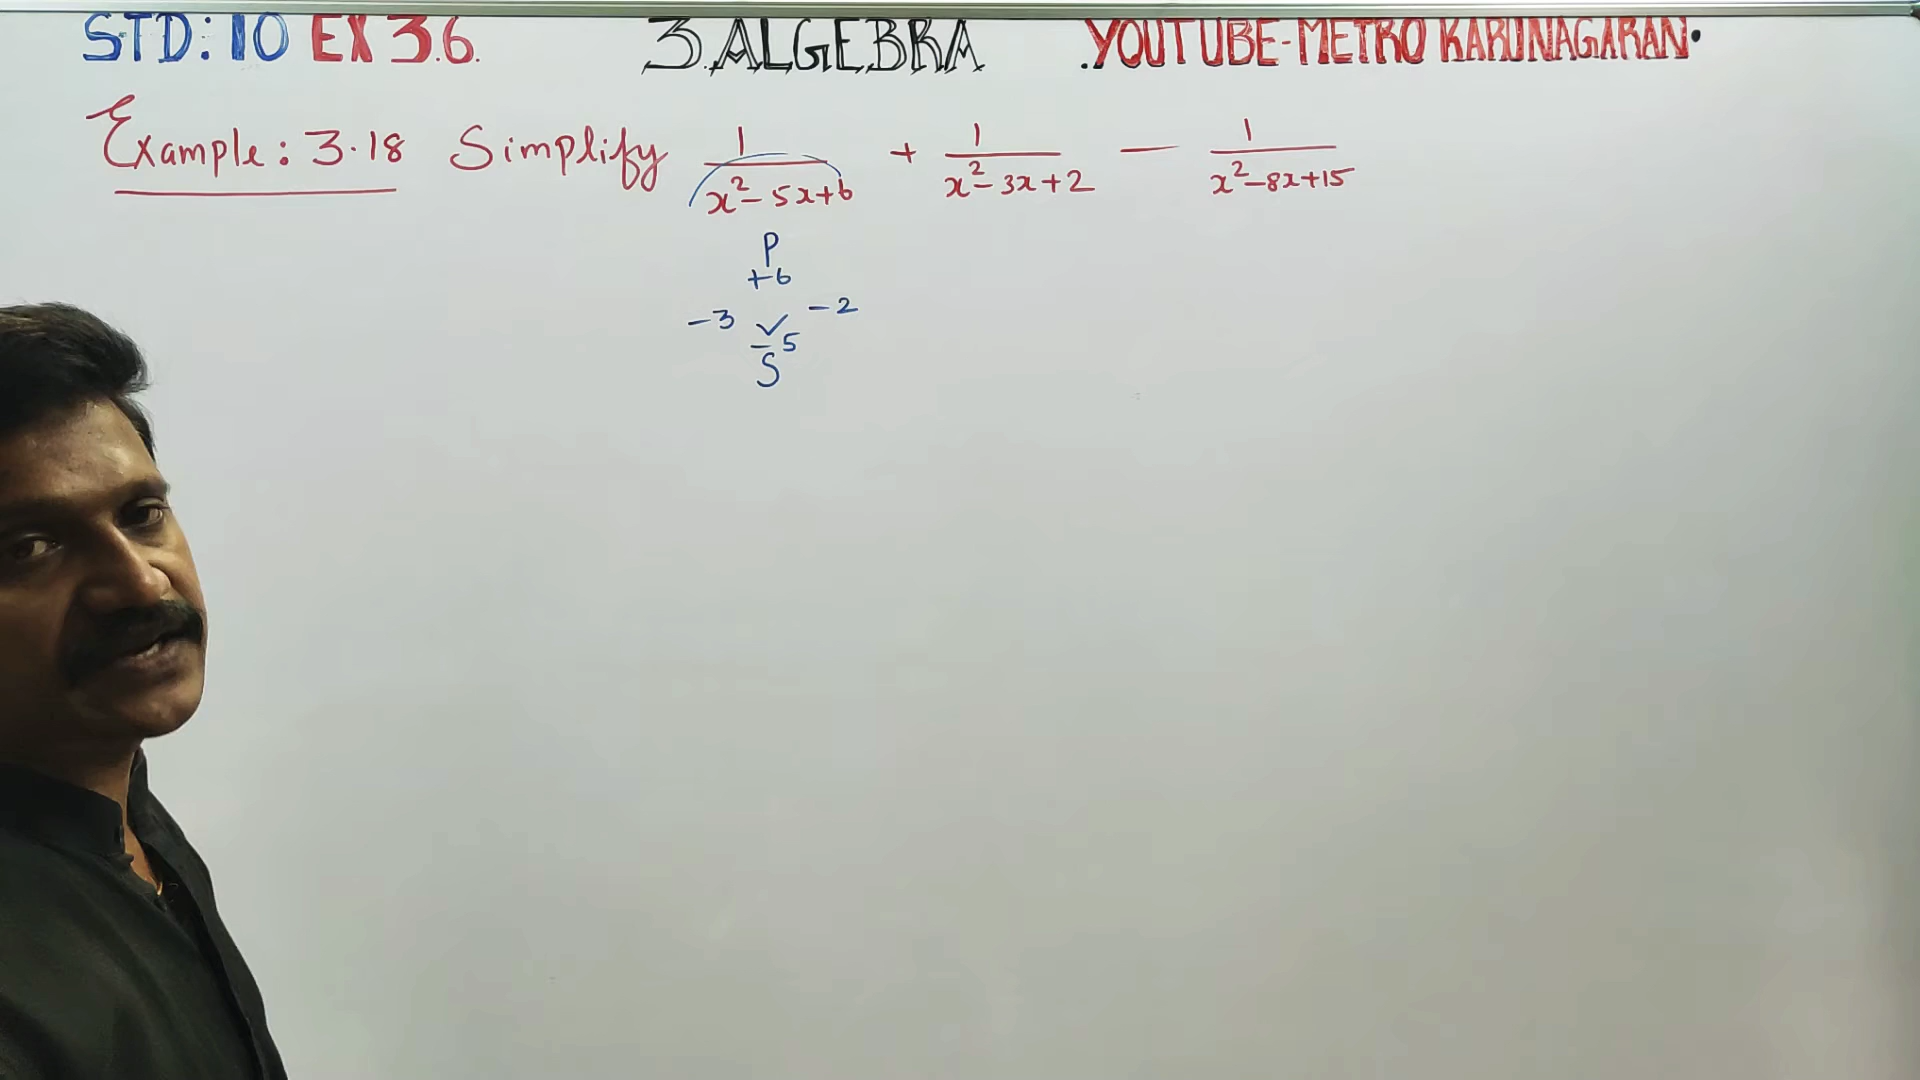 STD: 10 EX 3.6. 3.ALGEBRA .YOUTUBE-METRO KARUNAGARAN.
Example: 3.18 Simplify 1/(x²-5x+6) + 1/(x²-3x+2) - 1/(x²-8x+15)
P
+6
-3 -2
-5
S